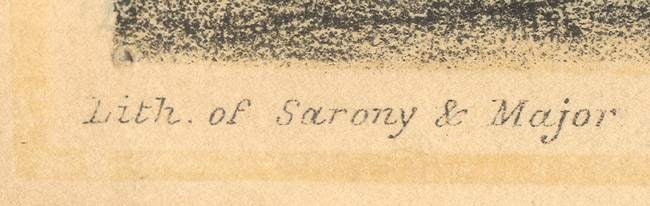 Lith. of Sarony & Major